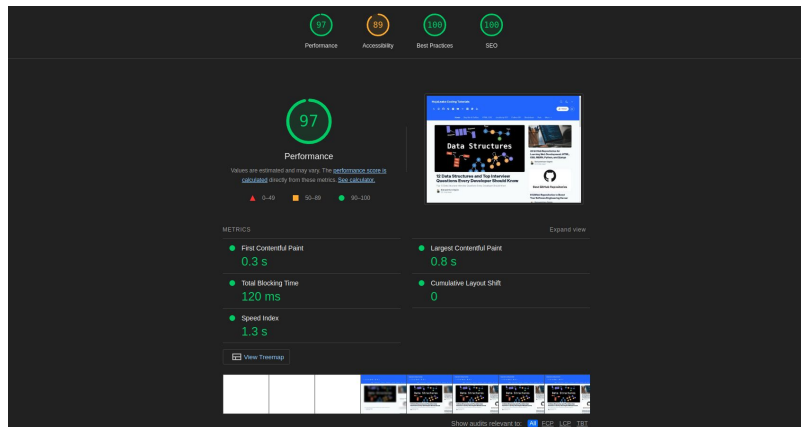 97
89
100
100
Performance
Accessibility
Best Practices
SEO
97
Performance
Values are estimated and may vary. The performance score is
calculated directly from these metrics. See calculator.
0–49
50–89
90–100
Data Structures
12 Data Structures and Top Interview
Questions Every Developer Should Know
METRICS
Expand view
First Contentful Paint
0.3 s
Largest Contentful Paint
0.8 s
Total Blocking Time
120 ms
Cumulative Layout Shift
0
Speed Index
1.3 s
View Treemap
Show audits relevant to: All FCP LCP TBT